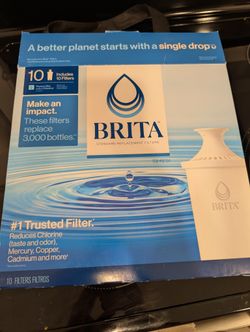 A better planet starts with a single drop
10
Includes
10 Filters
Make an
impact.
These filters
replace
3,000 bottles.
BRITA
STANDARD REPLACEMENT FILTERS
#1 Trusted Filter.
Reduces Chlorine
(taste and odor),
Mercury, Copper,
Cadmium and more
10 FILTERS FILTROS